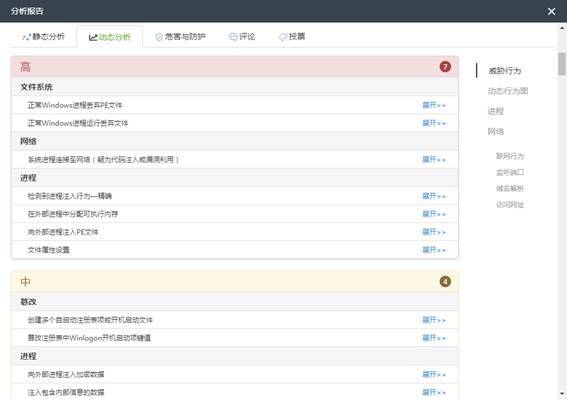 分析报告
静态分析
动态分析
危害与防护
评论
投票
高 7
文件系统
正常Windows进程丢弃PE文件 展开>>
正常Windows进程运行丢弃文件 展开>>
网络
系统进程连接至网络（疑为代码注入或漏洞利用） 展开>>
进程
检测到进程注入行为—精确 展开>>
在外部进程中分配可执行内存 展开>>
向外部进程注入PE文件 展开>>
文件属性设置 展开>>
中 4
篡改
创建多个自启动注册表项或开机启动文件 展开>>
篡改注册表中Winlogon开机启动项键值 展开>>
进程
向外部进程注入加密数据 展开>>
注入包含内部信息的数据 展开>>
威胁行为
动态行为图
进程
网络
联网行为
监听端口
域名解析
访问网址